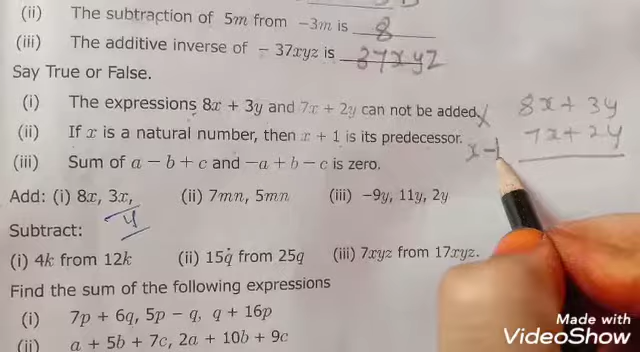 (ii) The subtraction of 5m from −3m is 8
(iii) The additive inverse of − 37xyz is 37xyz
Say True or False.
(i) The expressions 8x + 3y and 7x + 2y can not be added. x
8x + 3y
(ii) If x is a natural number, then x + 1 is its predecessor. x − 1
7x + 2y
(iii) Sum of a − b + c and −a + b − c is zero.
Add: (i) 8x, 3x, (ii) 7mn, 5mn (iii) −9y, 11y, 2y
4
Subtract:
(i) 4k from 12k (ii) 15q from 25q (iii) 7xyz from 17xyz.
Find the sum of the following expressions
(i) 7p + 6q, 5p − q, q + 16p
(ii) a + 5b + 7c, 2a + 10b + 9c
Made with
VideoShow